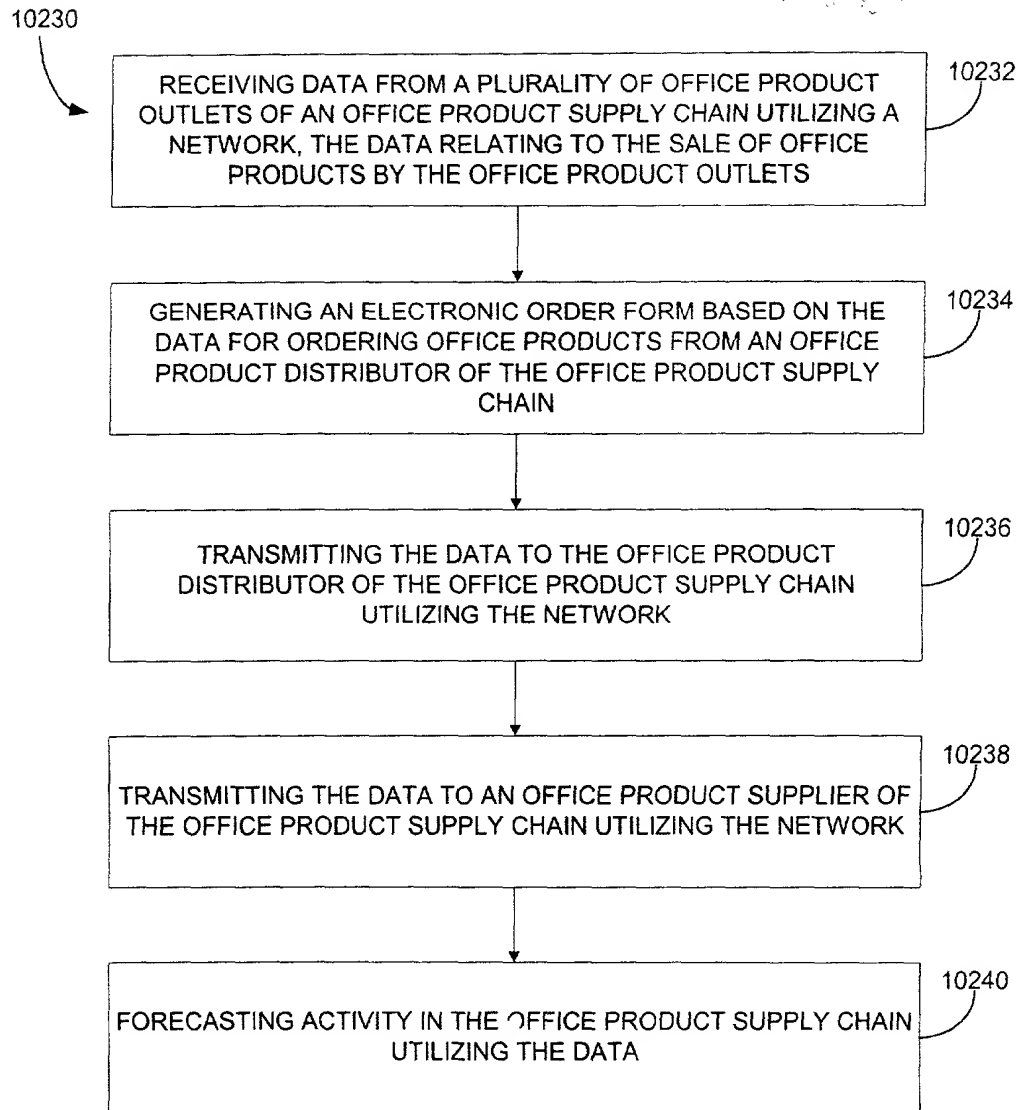 10230
RECEIVING DATA FROM A PLURALITY OF OFFICE PRODUCT
OUTLETS OF AN OFFICE PRODUCT SUPPLY CHAIN UTILIZING A
NETWORK, THE DATA RELATING TO THE SALE OF OFFICE
PRODUCTS BY THE OFFICE PRODUCT OUTLETS
10232
GENERATING AN ELECTRONIC ORDER FORM BASED ON THE
DATA FOR ORDERING OFFICE PRODUCTS FROM AN OFFICE
PRODUCT DISTRIBUTOR OF THE OFFICE PRODUCT SUPPLY
CHAIN
10234
TRANSMITTING THE DATA TO THE OFFICE PRODUCT
DISTRIBUTOR OF THE OFFICE PRODUCT SUPPLY CHAIN
UTILIZING THE NETWORK
10236
TRANSMITTING THE DATA TO AN OFFICE PRODUCT SUPPLIER OF
THE OFFICE PRODUCT SUPPLY CHAIN UTILIZING THE NETWORK
10238
FORECASTING ACTIVITY IN THE OFFICE PRODUCT SUPPLY CHAIN
UTILIZING THE DATA
10240